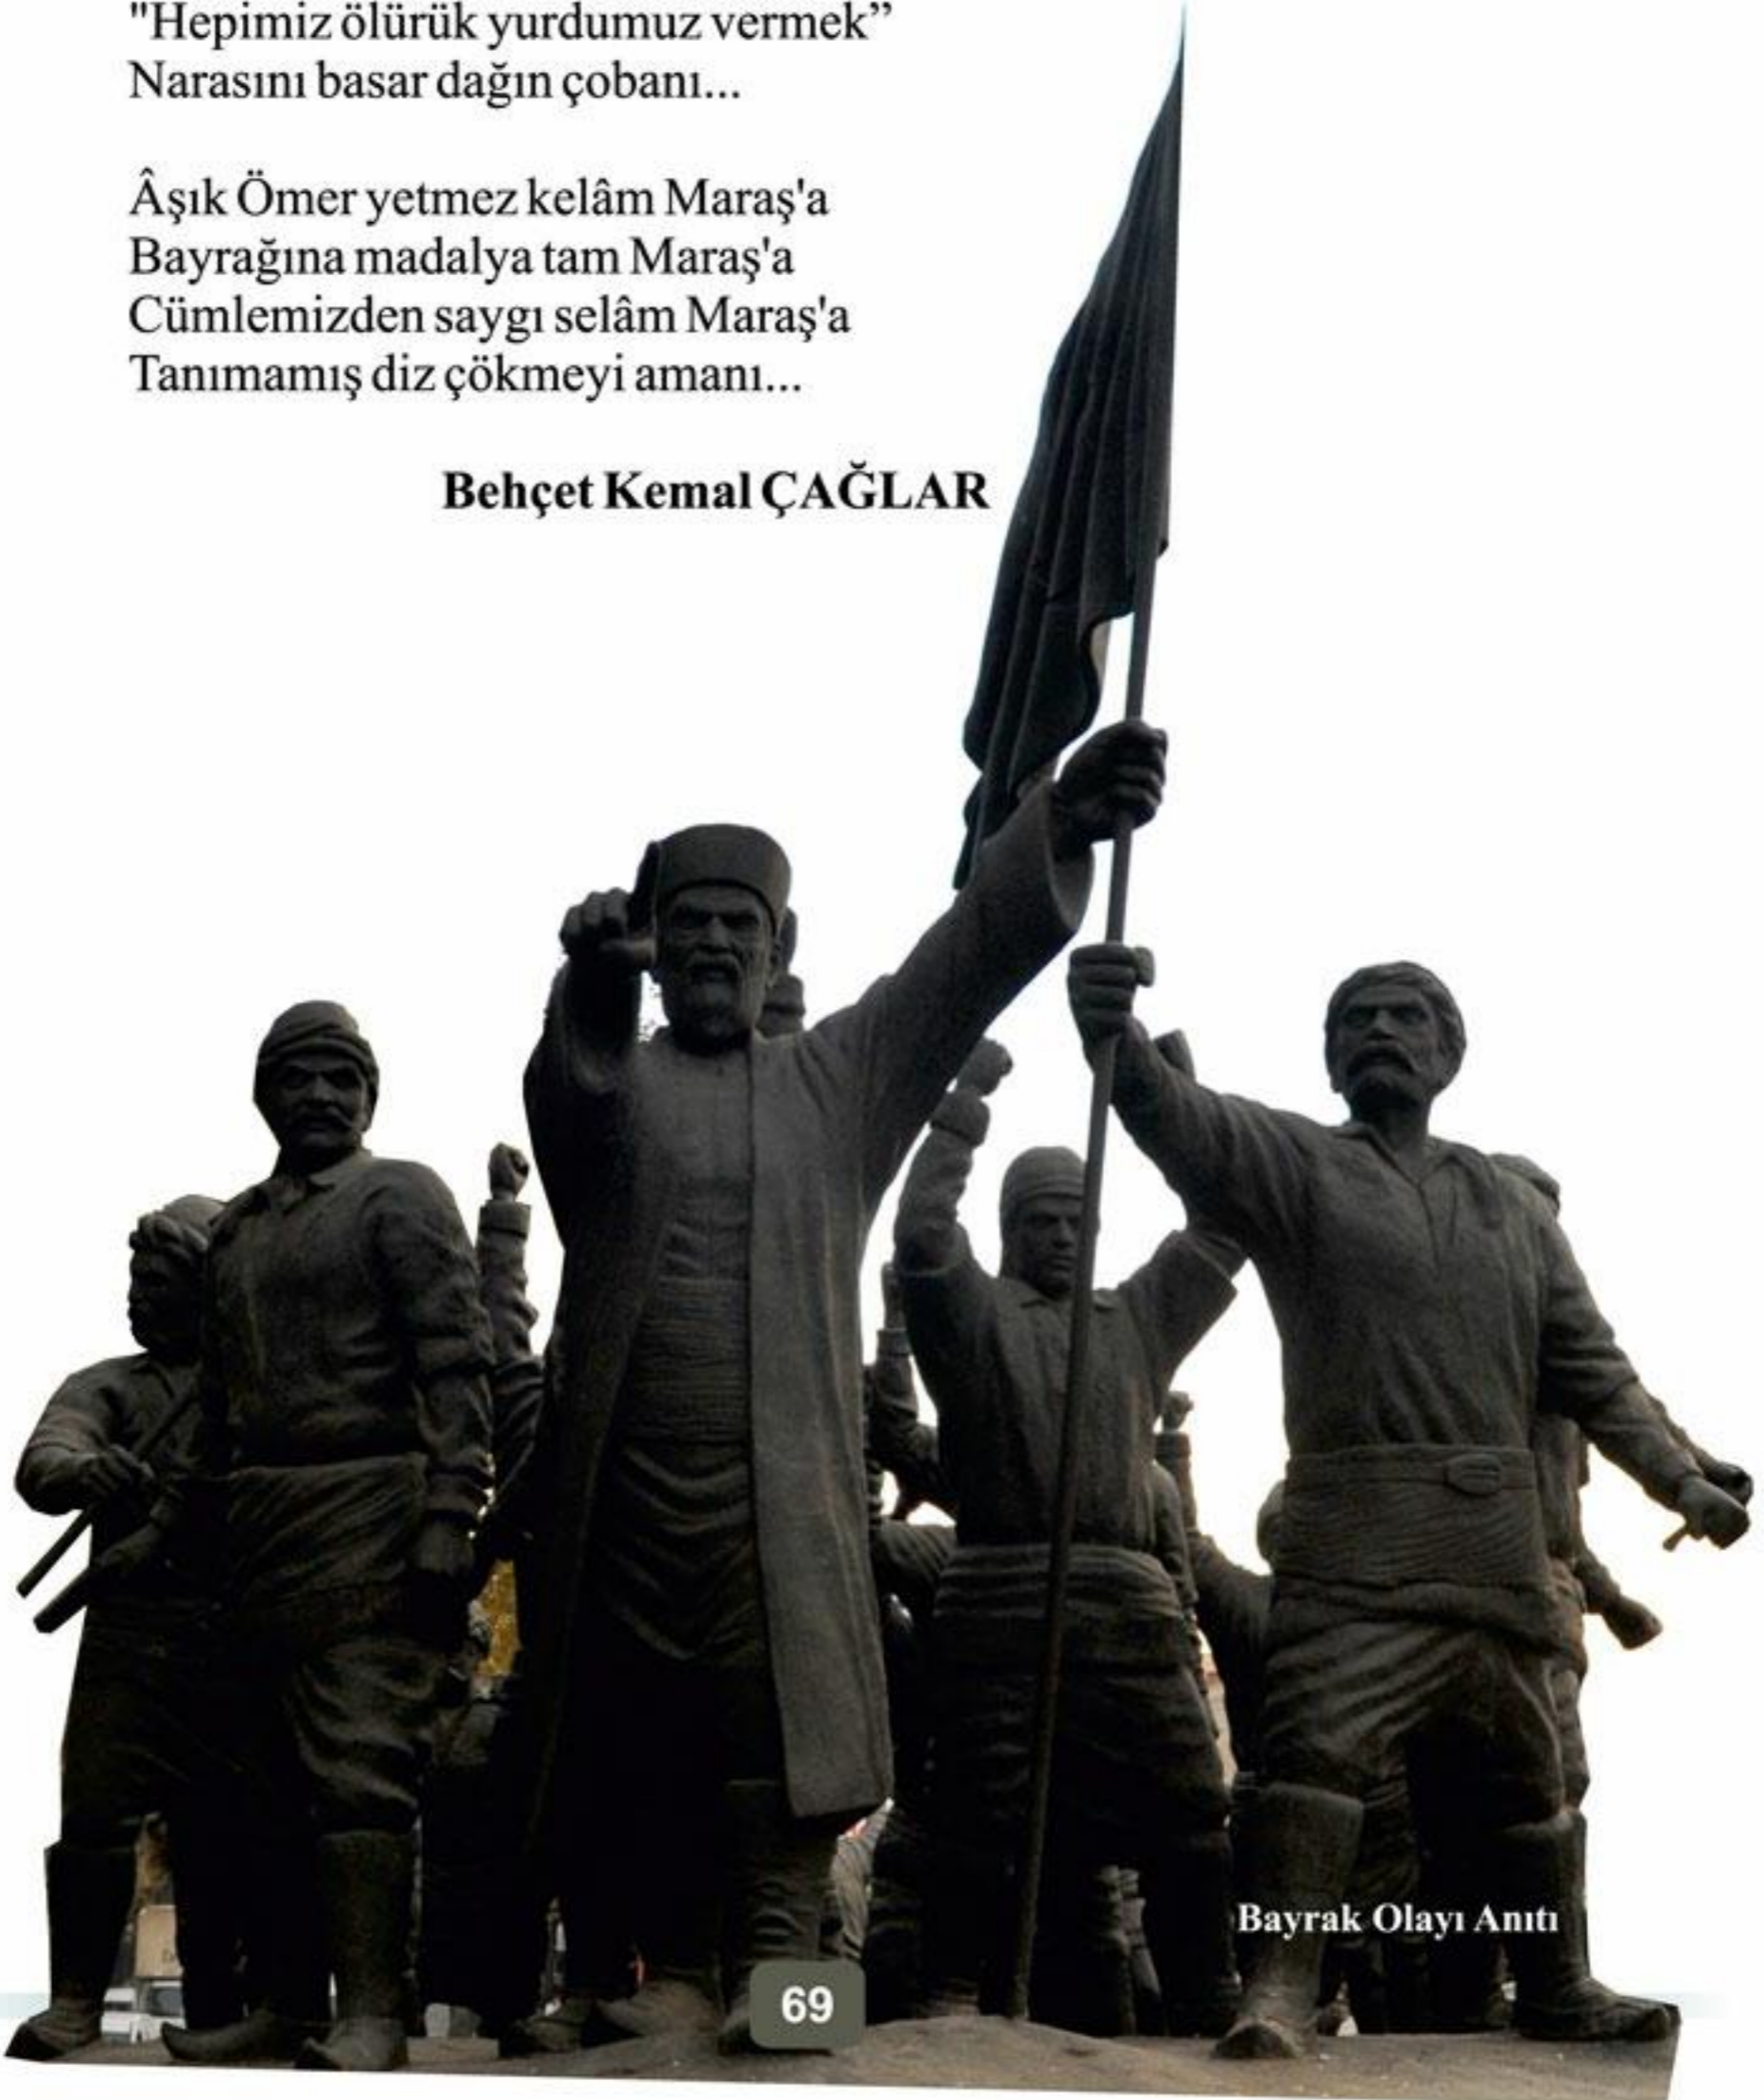 "Hepimiz ölürük yurdumuz vermek”
Narasını basar dağın çobanı...
Âşık Ömer yetmez kelâm Maraş'a
Bayrağına madalya tam Maraş'a
Cümlemizden saygı selâm Maraş'a
Tanımamış diz çökmeyi amanı...
Behçet Kemal ÇAĞLAR
Bayrak Olayı Anıtı
69